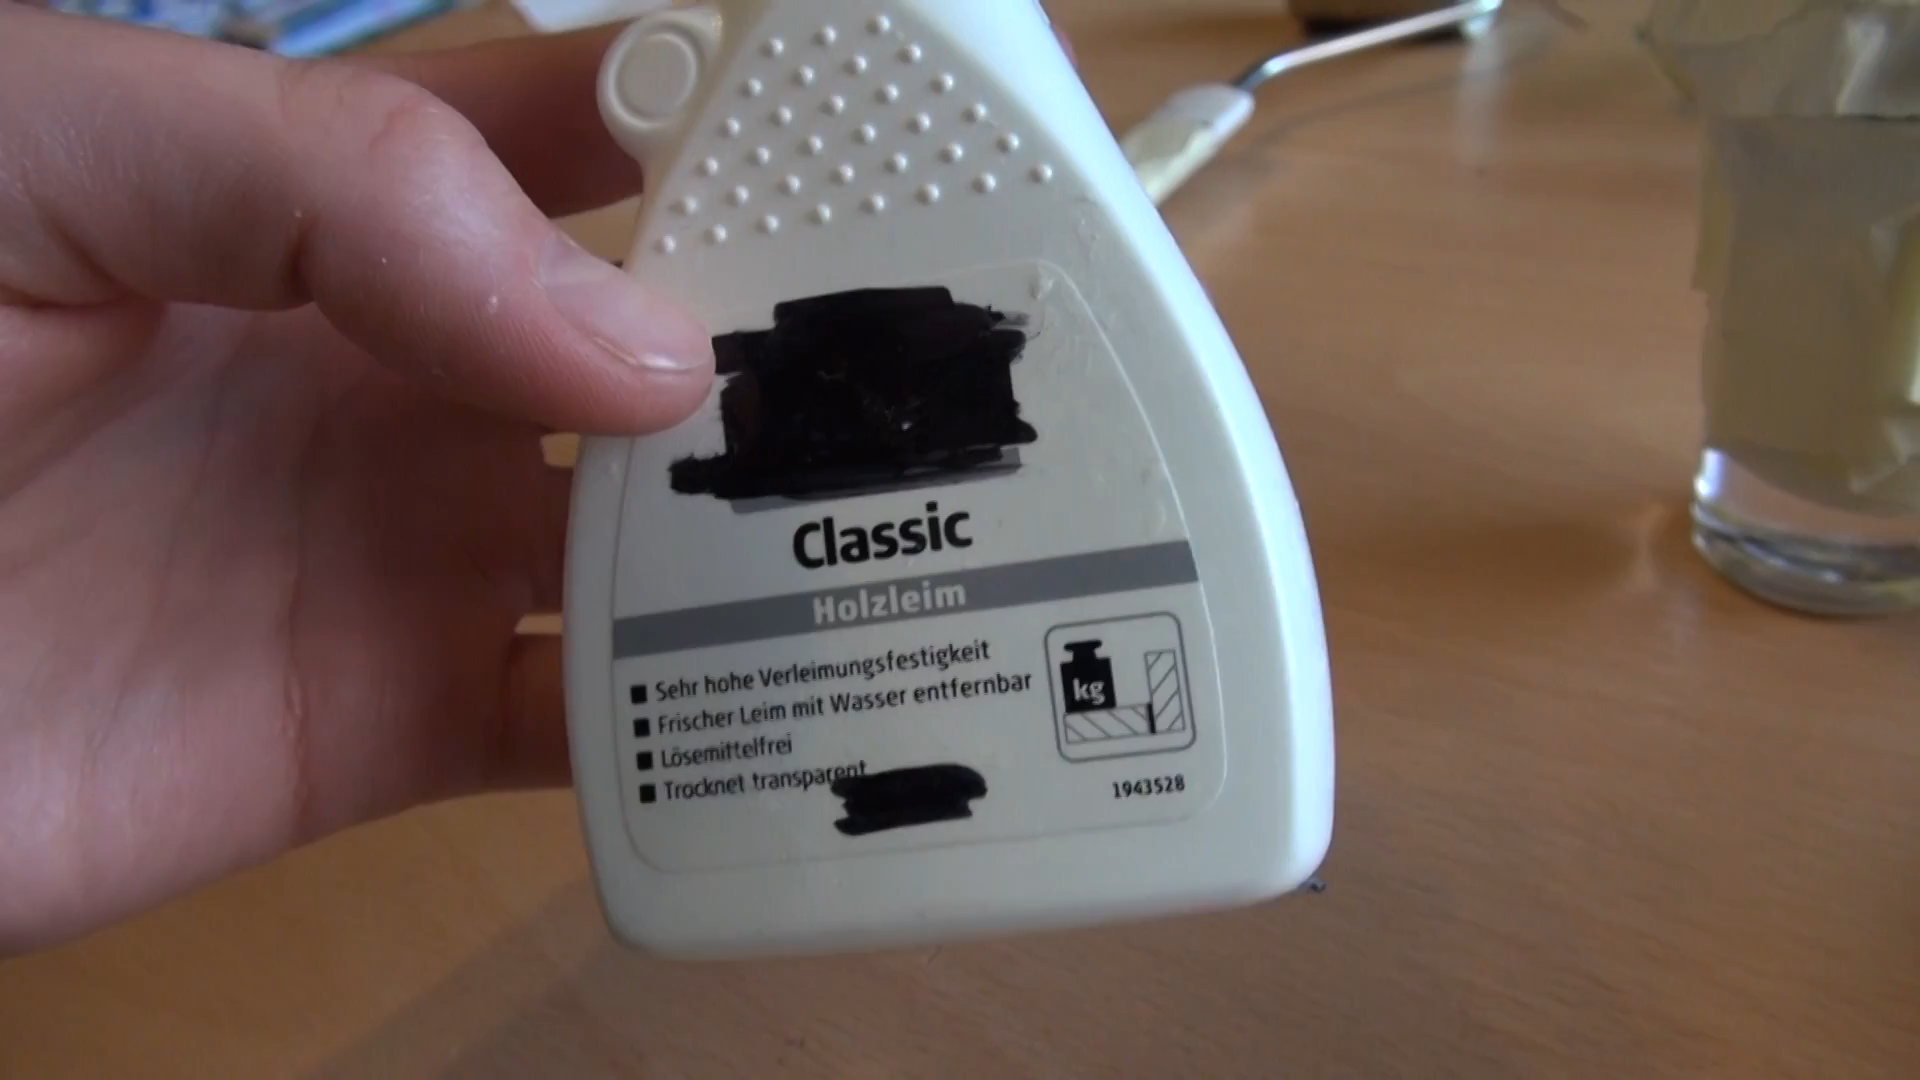 Classic
Holzleim
■ Sehr hohe Verleimungsfestigkeit
■ Frischer Leim mit Wasser entfernbar
■ Lösemittelfrei
■ Trocknet transparent
kg
1943528